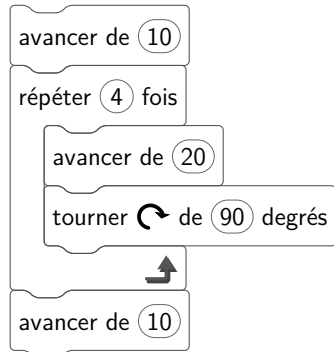 avancer de 10
répéter 4 fois
avancer de 20
tourner de 90 degrés
avancer de 10